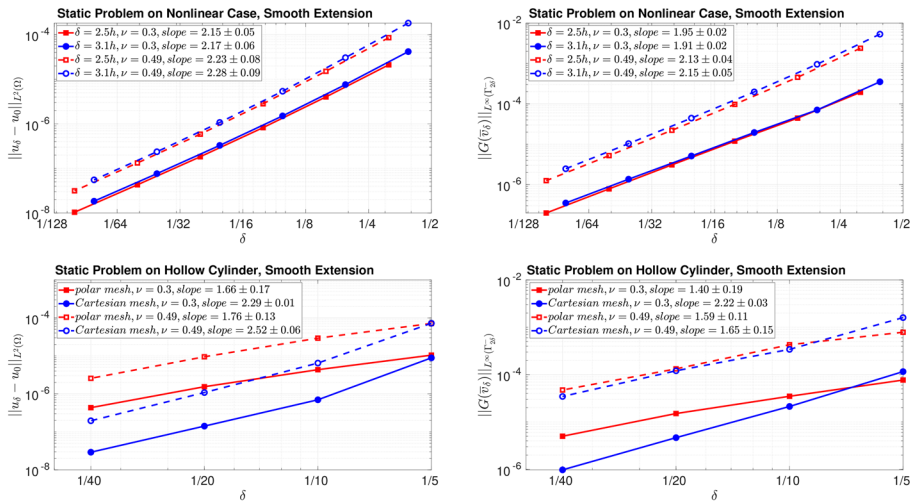 Static Problem on Nonlinear Case, Smooth Extension
δ = 2.5h, ν = 0.3, slope = 2.15 ± 0.05
δ = 3.1h, ν = 0.3, slope = 2.17 ± 0.06
δ = 2.5h, ν = 0.49, slope = 2.23 ± 0.08
δ = 3.1h, ν = 0.49, slope = 2.28 ± 0.09
10^-4
10^-6
10^-8
||u_δ − u_0||_{L^2(Ω)}
1/128 1/64 1/32 1/16 1/8 1/4 1/2
δ
Static Problem on Nonlinear Case, Smooth Extension
δ = 2.5h, ν = 0.3, slope = 1.95 ± 0.02
δ = 3.1h, ν = 0.3, slope = 1.91 ± 0.02
δ = 2.5h, ν = 0.49, slope = 2.13 ± 0.04
δ = 3.1h, ν = 0.49, slope = 2.15 ± 0.05
10^-2
10^-4
10^-6
||G(v̅_δ)||_{L^∞(Γ^-_{2δ})}
1/128 1/64 1/32 1/16 1/8 1/4 1/2
δ
Static Problem on Hollow Cylinder, Smooth Extension
polar mesh, ν = 0.3, slope = 1.66 ± 0.17
Cartesian mesh, ν = 0.3, slope = 2.29 ± 0.01
polar mesh, ν = 0.49, slope = 1.76 ± 0.13
Cartesian mesh, ν = 0.49, slope = 2.52 ± 0.06
10^-2
10^-4
10^-6
10^-8
||u_δ − u_0||_{L^2(Ω)}
1/40 1/20 1/10 1/5
δ
Static Problem on Hollow Cylinder, Smooth Extension
polar mesh, ν = 0.3, slope = 1.40 ± 0.19
Cartesian mesh, ν = 0.3, slope = 2.22 ± 0.03
polar mesh, ν = 0.49, slope = 1.59 ± 0.11
Cartesian mesh, ν = 0.49, slope = 1.65 ± 0.15
10^-2
10^-4
10^-6
||G(v̅_δ)||_{L^∞(Γ^-_{2δ})}
1/40 1/20 1/10 1/5
δ